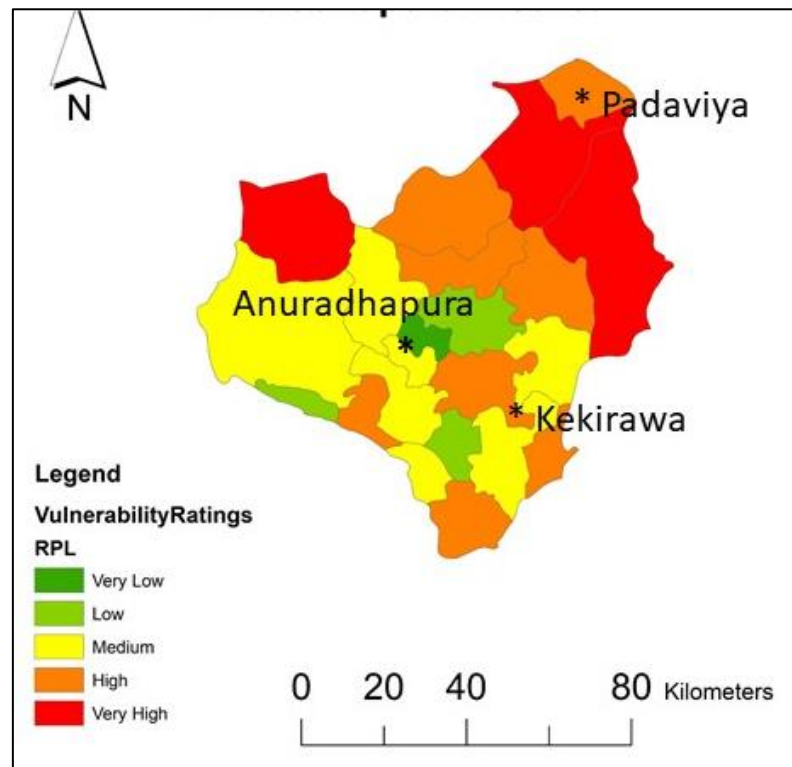 N
* Padaviya
Anuradhapura
*
* Kekirawa
Legend
VulnerabilityRatings
RPL
Very Low
Low
Medium
High
Very High
0 20 40 80 Kilometers